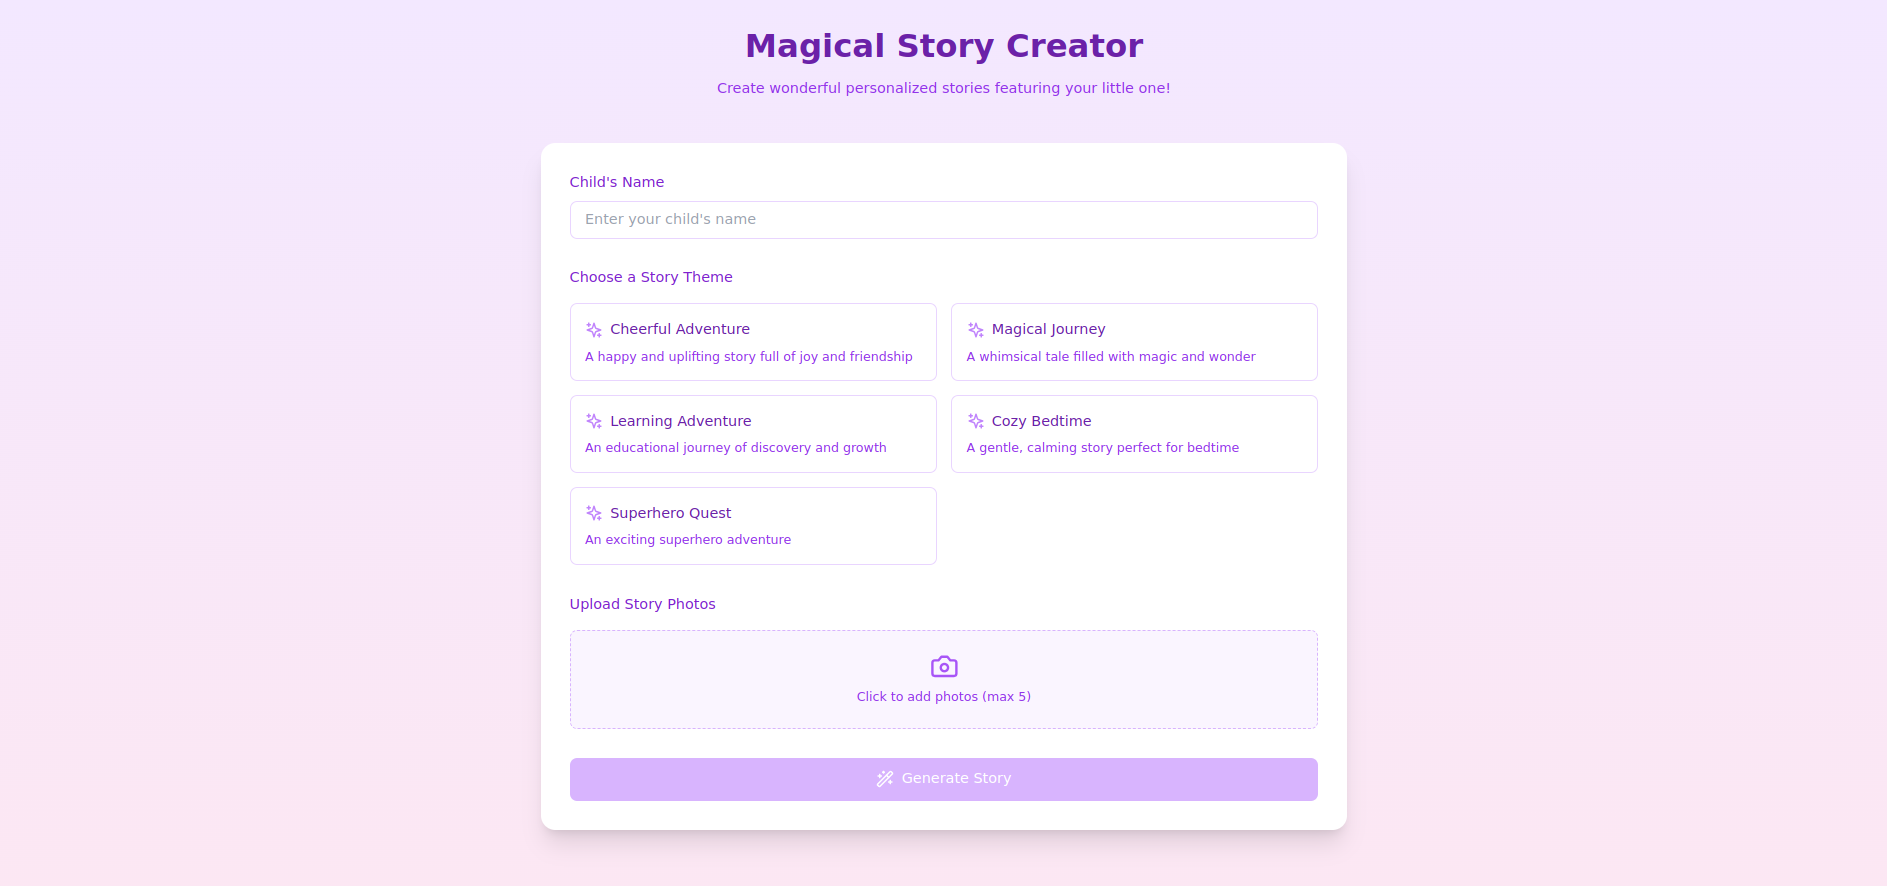 Magical Story Creator
Create wonderful personalized stories featuring your little one!
Child's Name
Enter your child's name
Choose a Story Theme
Cheerful Adventure
A happy and uplifting story full of joy and friendship
Magical Journey
A whimsical tale filled with magic and wonder
Learning Adventure
An educational journey of discovery and growth
Cozy Bedtime
A gentle, calming story perfect for bedtime
Superhero Quest
An exciting superhero adventure
Upload Story Photos
Click to add photos (max 5)
Generate Story